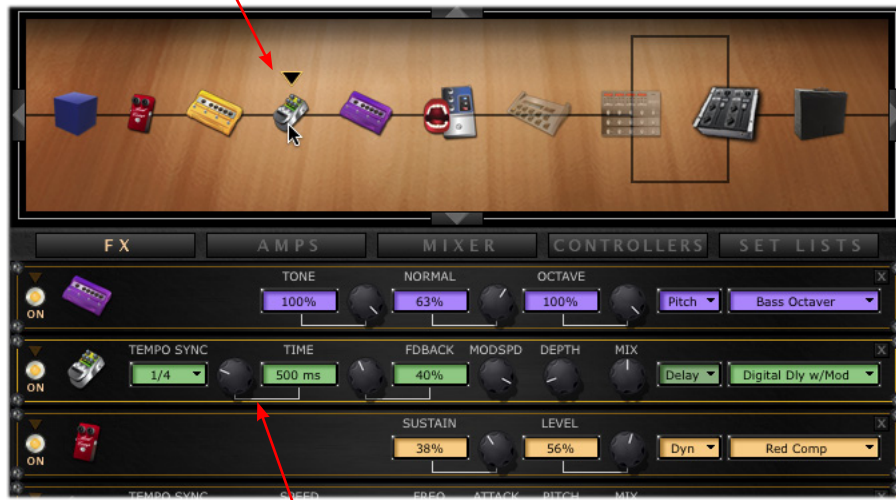 FX AMPS MIXER CONTROLLERS SET LISTS
TONE NORMAL OCTAVE X
ON 100% 63% 100% Pitch Bass Octaver
TEMPO SYNC TIME FDBACK MODSPD DEPTH MIX X
ON 1/4 500 ms 40% Delay Digital Dly w/Mod
SUSTAIN LEVEL X
ON 38% 56% Dyn Red Comp
TEMPO SYNC SPEED FREQ ATTACK PITCH MIX